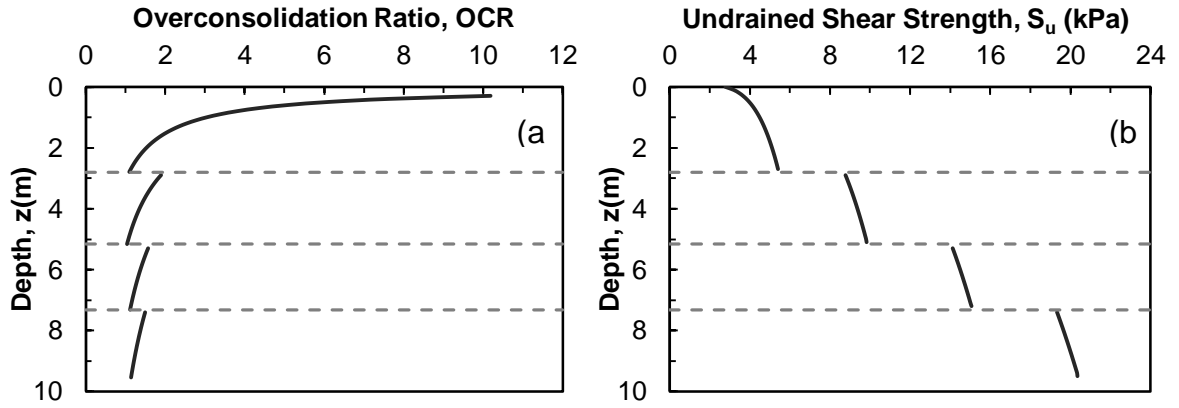 Overconsolidation Ratio, OCR
0 2 4 6 8 10 12
0
2
4
6
8
10
Depth, z(m)
(a
Undrained Shear Strength, Sᵤ (kPa)
0 4 8 12 16 20 24
0
2
4
6
8
10
Depth, z(m)
(b